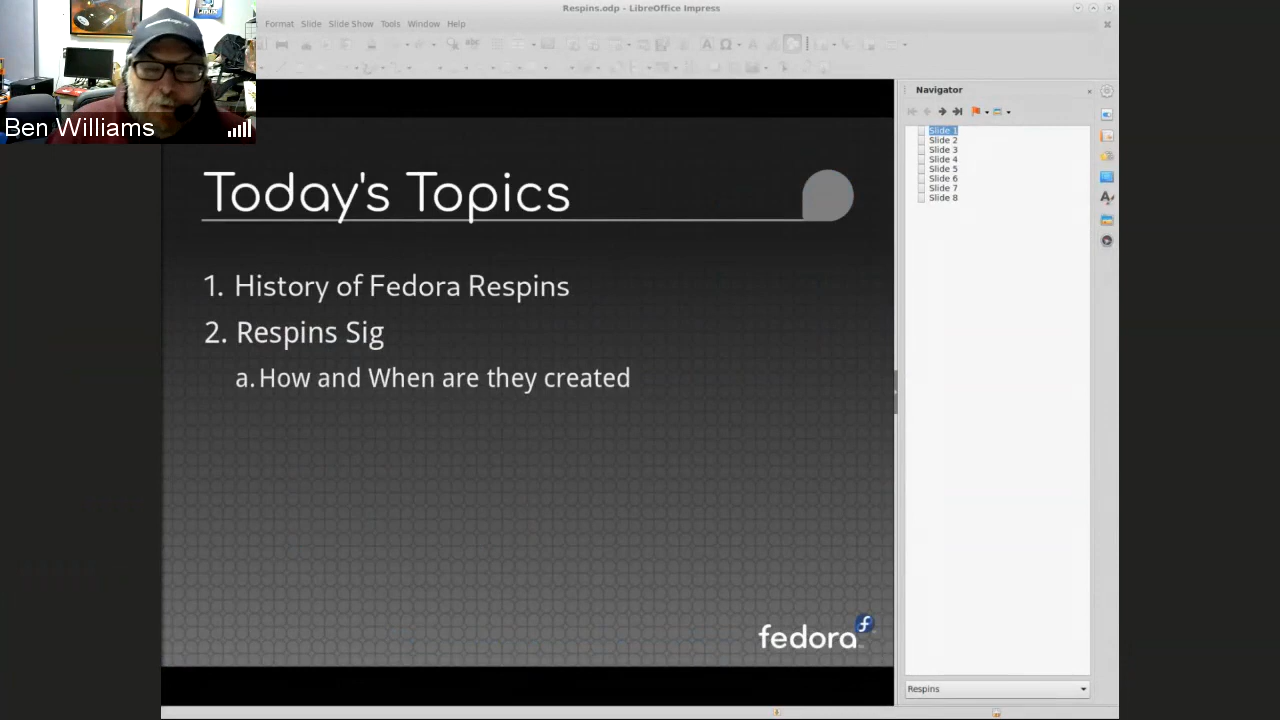 Respins.odp - LibreOffice Impress
Format Slide Slide Show Tools Window Help
Ben Williams
Navigator
Slide 1
Slide 2
Slide 3
Slide 4
Slide 5
Slide 6
Slide 7
Slide 8
Today's Topics
1. History of Fedora Respins
2. Respins Sig
a. How and When are they created
fedora
Respins